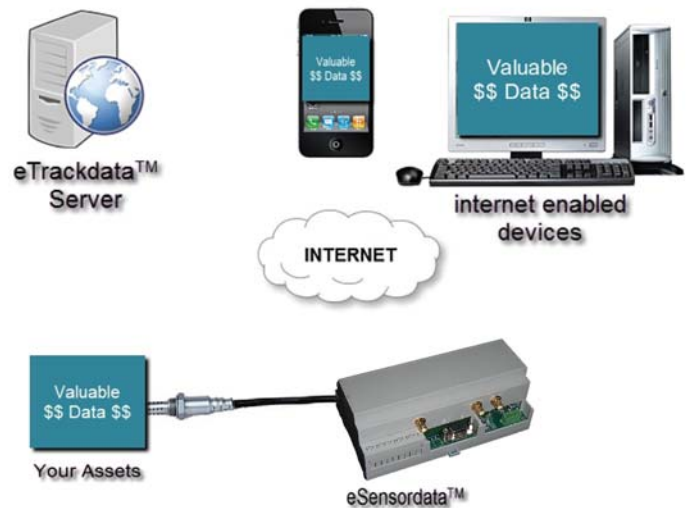 Valuable
$$ Data $$
Valuable
$$ Data $$
eTrackdata™
Server
internet enabled
devices
INTERNET
Valuable
$$ Data $$
Your Assets
eSensordata™